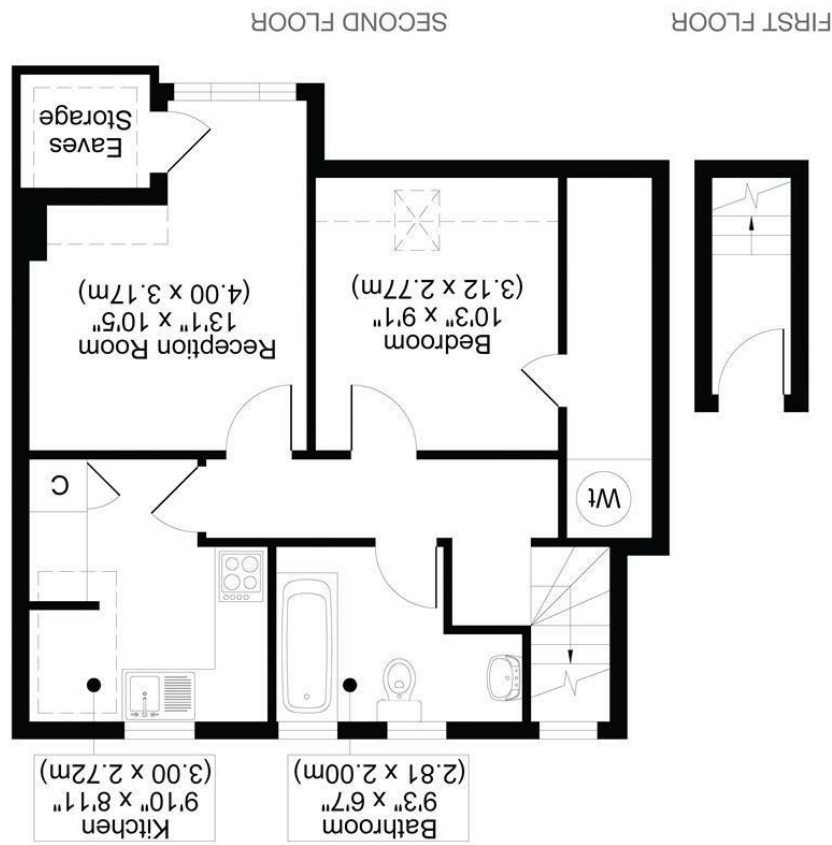 Bathroom
9'3" x 6'7"
(2.81 x 2.00m)
Kitchen
9'10" x 8'11"
(3.00 x 2.72m)
Wt
C
Bedroom
10'3" x 9'1"
(3.12 x 2.77m)
Reception Room
13'1" x 10'5"
(4.00 x 3.17m)
Eaves
Storage
FIRST FLOOR
SECOND FLOOR